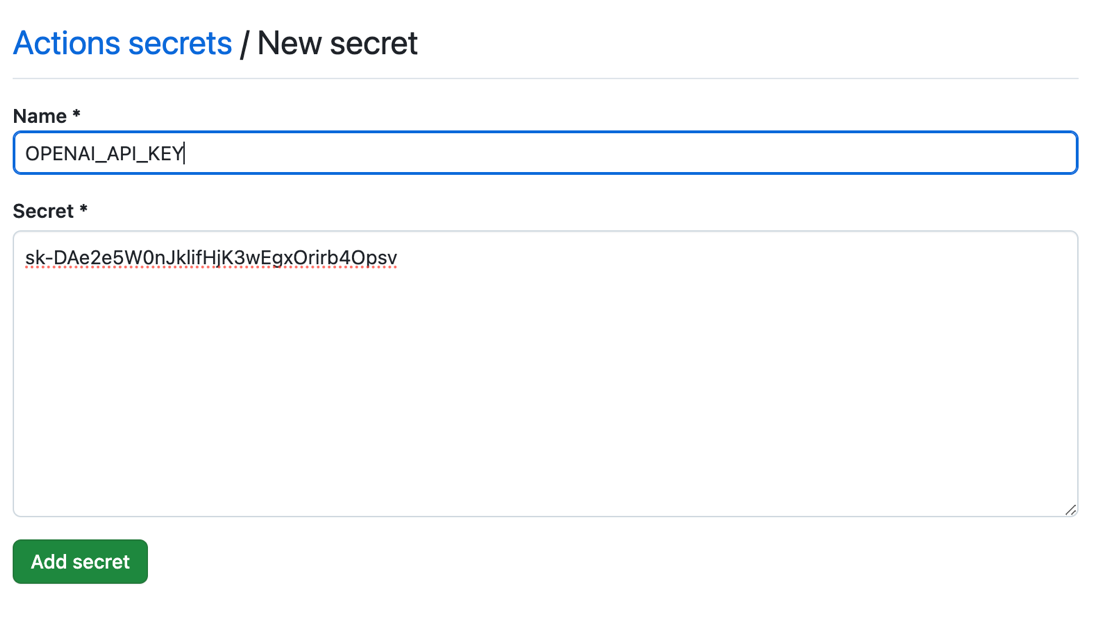 Actions secrets / New secret
Name *
OPENAI_API_KEY
Secret *
sk-DAe2e5W0nJklifHjK3wEgxOrirb4Opsv
Add secret